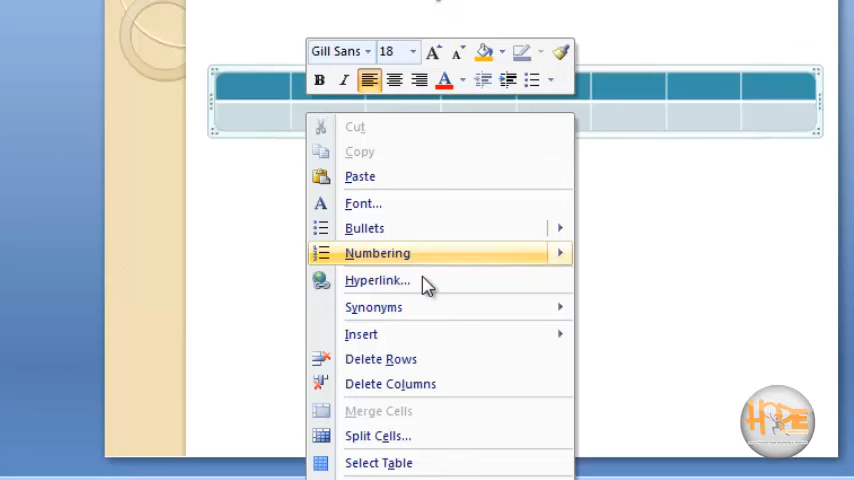 Gill Sans 18 A A
B I A
Cut
Copy
Paste
A Font...
Bullets
Numbering
Hyperlink...
Synonyms
Insert
Delete Rows
Delete Columns
Merge Cells
Split Cells...
Select Table
HOPE